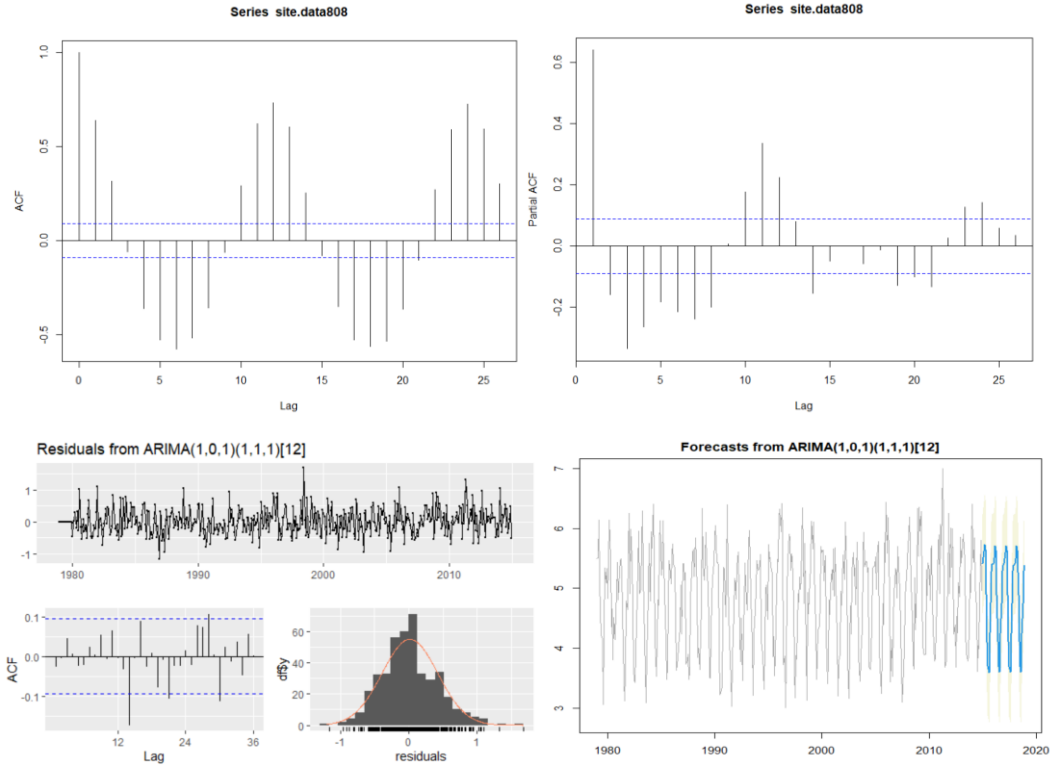 Series site.data808
ACF
1.0
0.5
0.0
-0.5
0 5 10 15 20 25
Lag
Series site.data808
Partial ACF
0.6
0.4
0.2
0.0
-0.2
0 5 10 15 20 25
Lag
Residuals from ARIMA(1,0,1)(1,1,1)[12]
1
0
-1
1980 1990 2000 2010
ACF
0.1
0.0
-0.1
12 24 36
Lag
df$y
60
40
20
0
-1 0 1
residuals
Forecasts from ARIMA(1,0,1)(1,1,1)[12]
7
6
5
4
3
1980 1990 2000 2010 2020